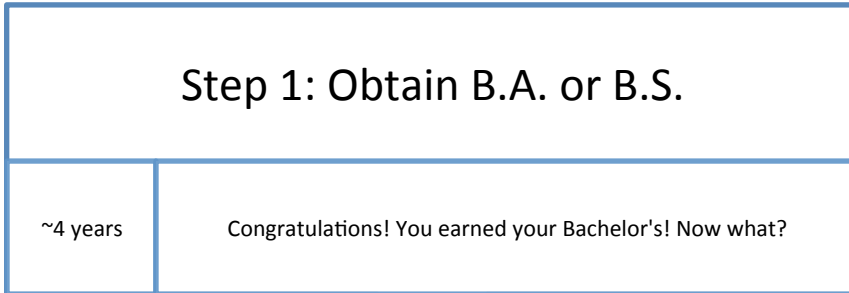 Step 1: Obtain B.A. or B.S.
~4 years
Congratulations! You earned your Bachelor's! Now what?